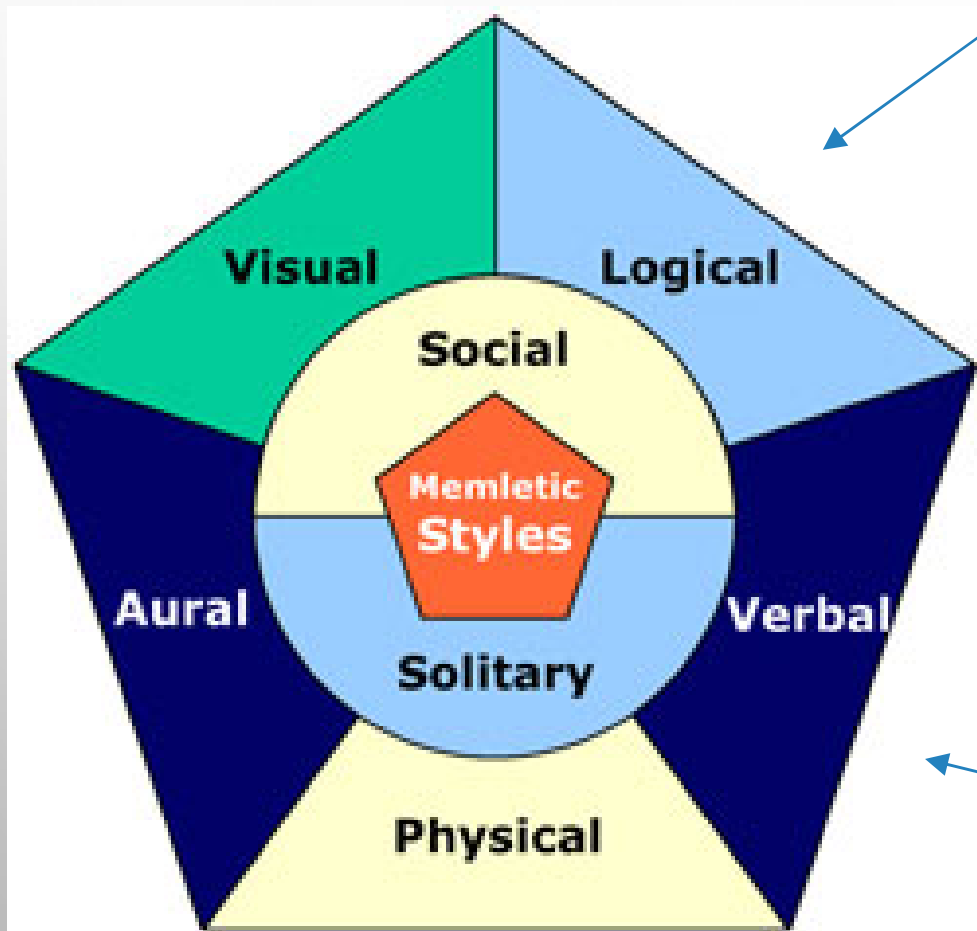 Visual
Logical
Social
Memletic
Styles
Aural
Verbal
Solitary
Physical